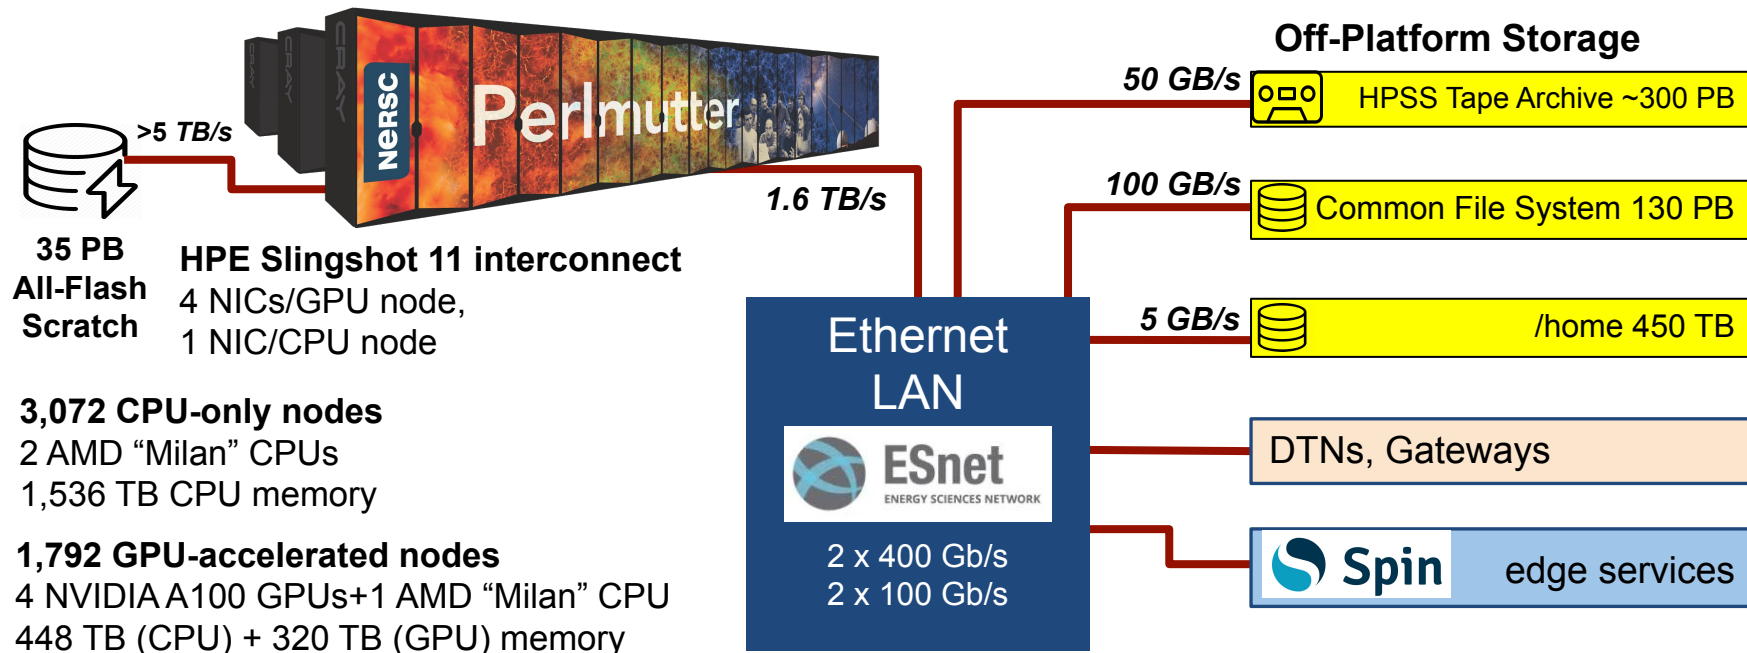 Off-Platform Storage
CRAY
CRAY
CRAY
NERSC
Perlmutter
>5 TB/s
35 PB
All-Flash
Scratch
1.6 TB/s
50 GB/s
HPSS Tape Archive ~300 PB
100 GB/s
Common File System 130 PB
5 GB/s
/home 450 TB
HPE Slingshot 11 interconnect
4 NICs/GPU node,
1 NIC/CPU node
3,072 CPU-only nodes
2 AMD “Milan” CPUs
1,536 TB CPU memory
1,792 GPU-accelerated nodes
4 NVIDIA A100 GPUs+1 AMD “Milan” CPU
448 TB (CPU) + 320 TB (GPU) memory
Ethernet
LAN
ESnet
ENERGY SCIENCES NETWORK
2 x 400 Gb/s
2 x 100 Gb/s
DTNs, Gateways
Spin edge services